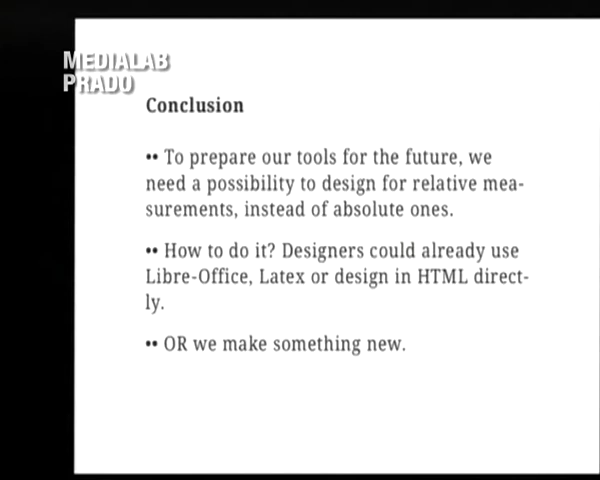 MEDIALAB
PRADO
Conclusion
•• To prepare our tools for the future, we
need a possibility to design for relative mea-
surements, instead of absolute ones.
•• How to do it? Designers could already use
Libre-Office, Latex or design in HTML direct-
ly.
•• OR we make something new.